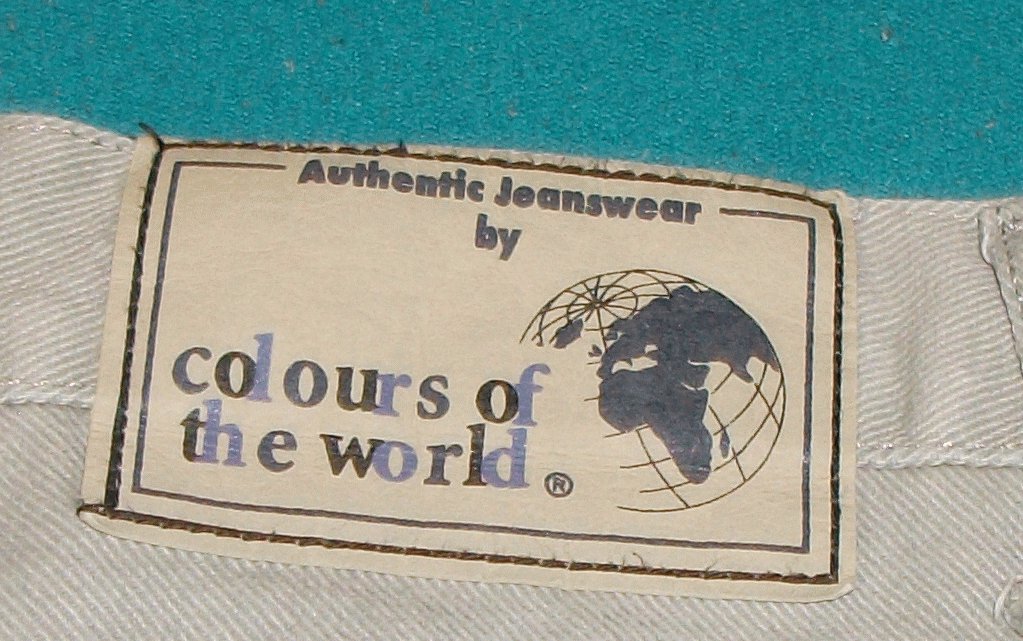 Authentic Jeanswear
by
colours of
the world ®